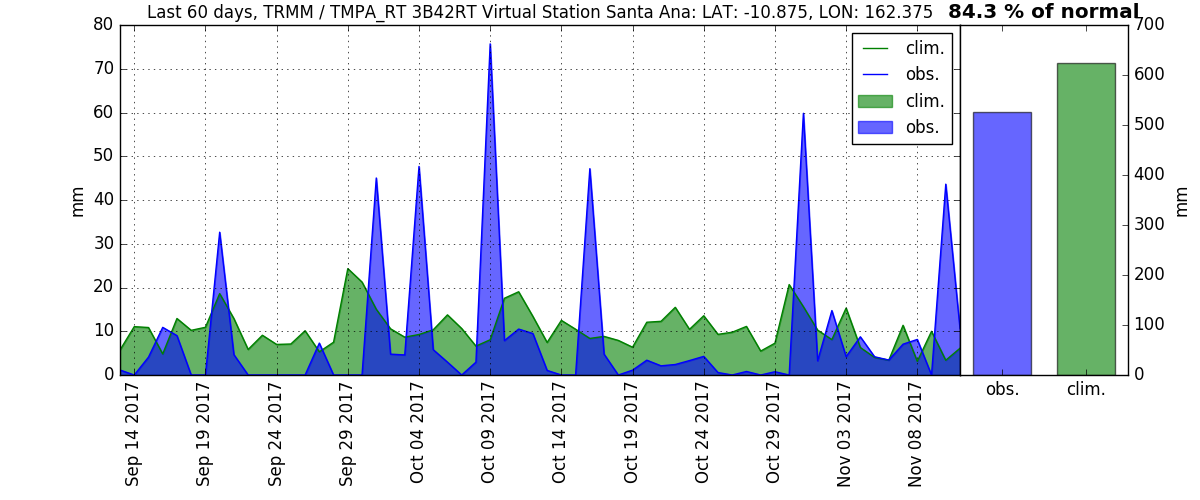 Last 60 days, TRMM / TMPA_RT 3B42RT Virtual Station Santa Ana: LAT: -10.875, LON: 162.375 84.3 % of normal
80
70
60
50
40
30
20
10
0
mm
clim.
obs.
clim.
obs.
Sep 14 2017
Sep 19 2017
Sep 24 2017
Sep 29 2017
Oct 04 2017
Oct 09 2017
Oct 14 2017
Oct 19 2017
Oct 24 2017
Oct 29 2017
Nov 03 2017
Nov 08 2017
700
600
500
400
300
200
100
0
mm
obs.
clim.